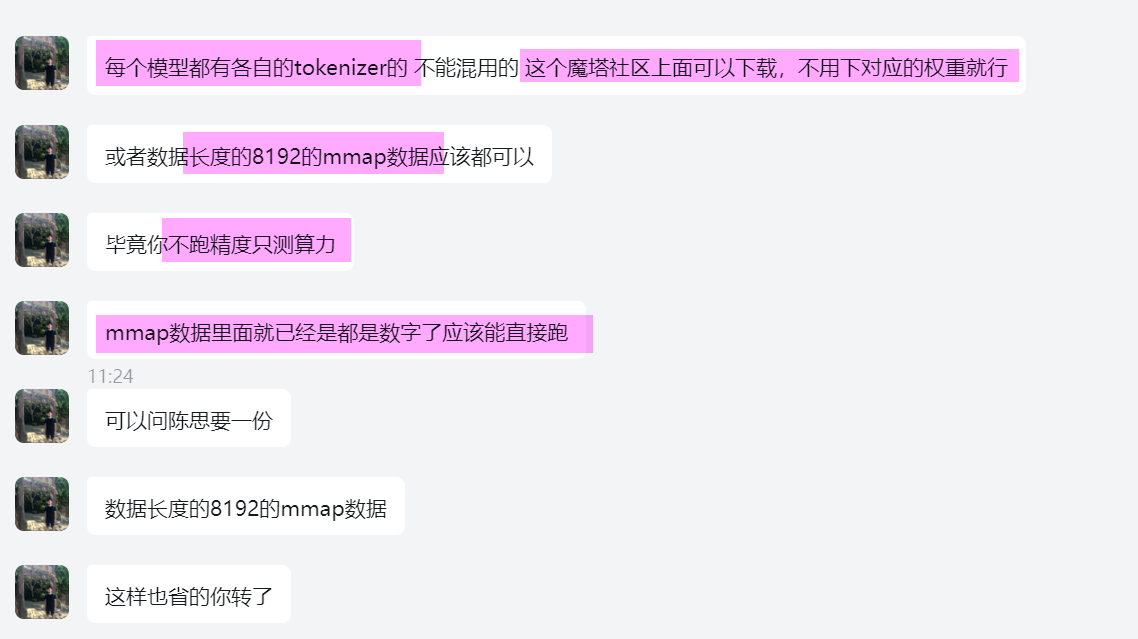 每个模型都有各自的tokenizer的 不能混用的 这个魔塔社区上面可以下载，不用下对应的权重就行
或者数据长度的8192的mmap数据应该都可以
毕竟你不跑精度只测算力
mmap数据里面就已经是都是数字了应该能直接跑
11:24
可以问陈思要一份
数据长度的8192的mmap数据
这样也省的你转了